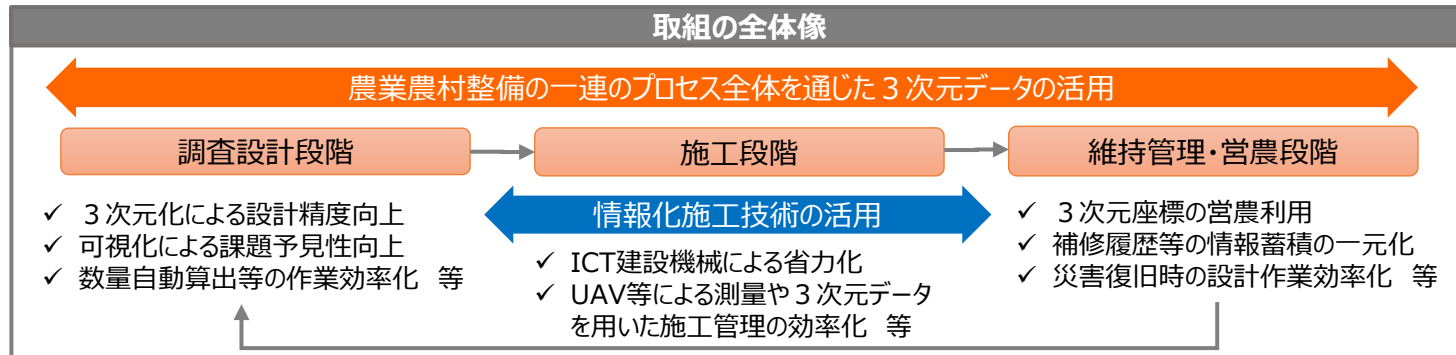 取組の全体像
農業農村整備の一連のプロセス全体を通じた３次元データの活用
調査設計段階
施工段階
維持管理・営農段階
✓ ３次元化による設計精度向上
✓ 可視化による課題予見性向上
✓ 数量自動算出等の作業効率化　等
情報化施工技術の活用
✓ ICT建設機械による省力化
✓ UAV等による測量や３次元データ
を用いた施工管理の効率化　等
✓ ３次元座標の営農利用
✓ 補修履歴等の情報蓄積の一元化
✓ 災害復旧時の設計作業効率化　等